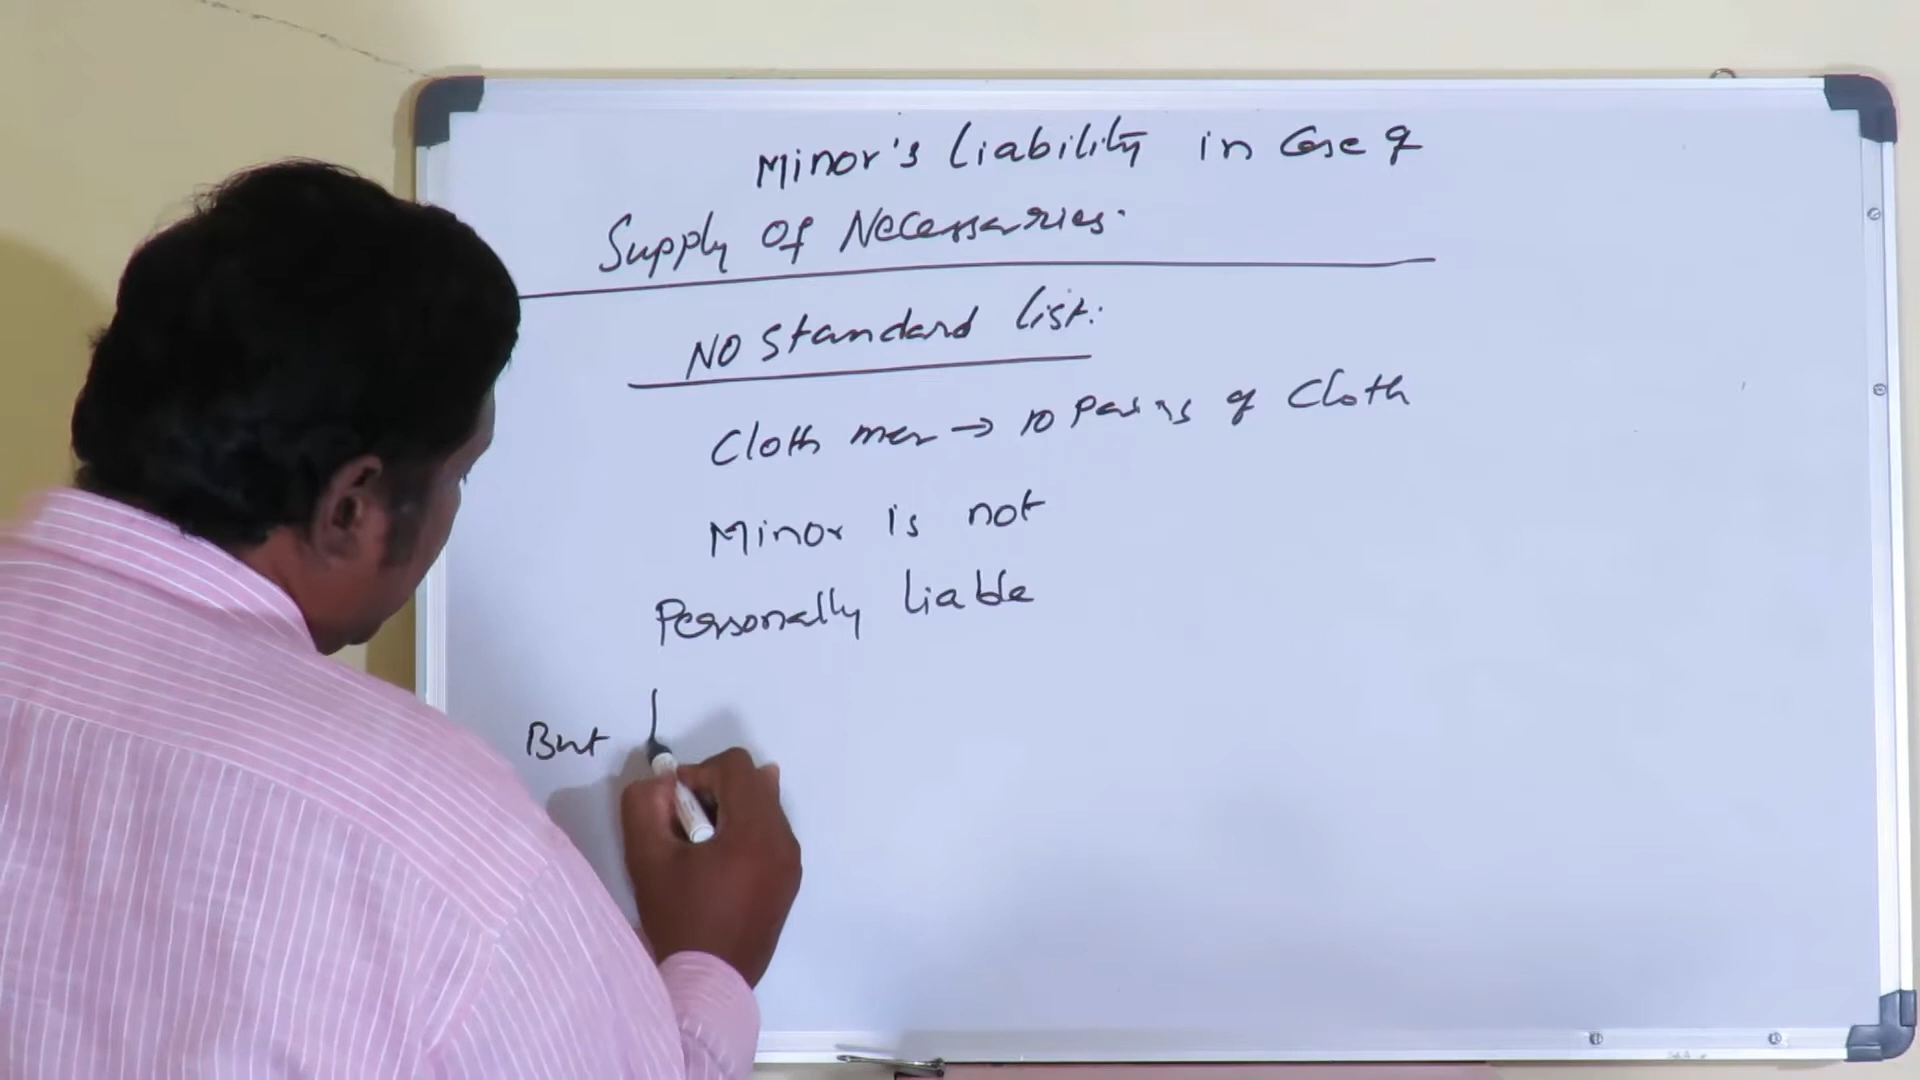 Minor's Liability in Case of
Supply Of Necessaries.
NO Standard List:
Cloth mer → 10 Pairs of Cloth
Minor is not
Personally liable
But